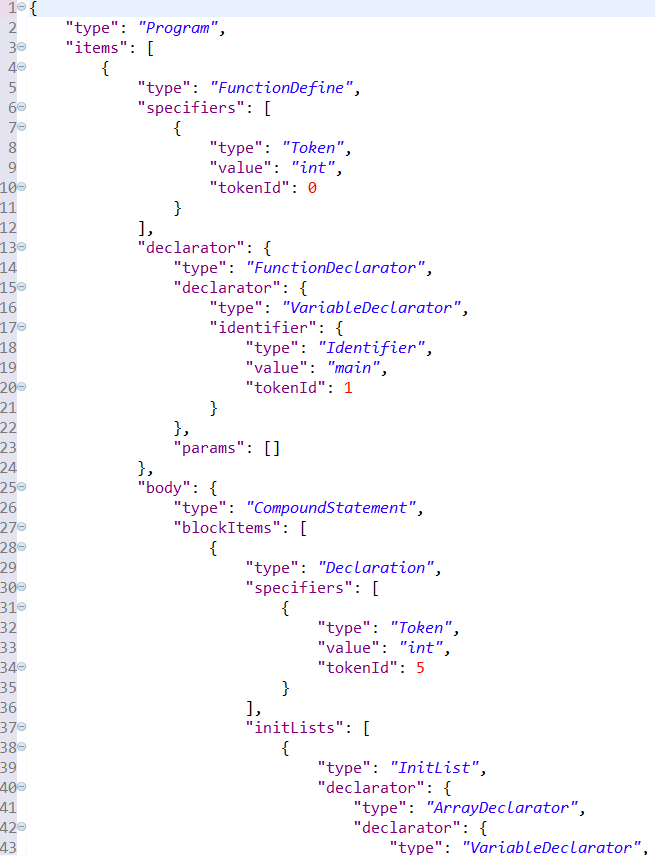 1 {
2     "type": "Program",
3     "items": [
4         {
5             "type": "FunctionDefine",
6             "specifiers": [
7                 {
8                     "type": "Token",
9                     "value": "int",
10                     "tokenId": 0
11                 }
12             ],
13             "declarator": {
14                 "type": "FunctionDeclarator",
15                 "declarator": {
16                     "type": "VariableDeclarator",
17                     "identifier": {
18                         "type": "Identifier",
19                         "value": "main",
20                         "tokenId": 1
21                     }
22                 },
23                 "params": []
24             },
25             "body": {
26                 "type": "CompoundStatement",
27                 "blockItems": [
28                     {
29                         "type": "Declaration",
30                         "specifiers": [
31                             {
32                                 "type": "Token",
33                                 "value": "int",
34                                 "tokenId": 5
35                             }
36                         ],
37                         "initLists": [
38                             {
39                                 "type": "InitList",
40                                 "declarator": {
41                                     "type": "ArrayDeclarator",
42                                     "declarator": {
43                                         "type": "VariableDeclarator",